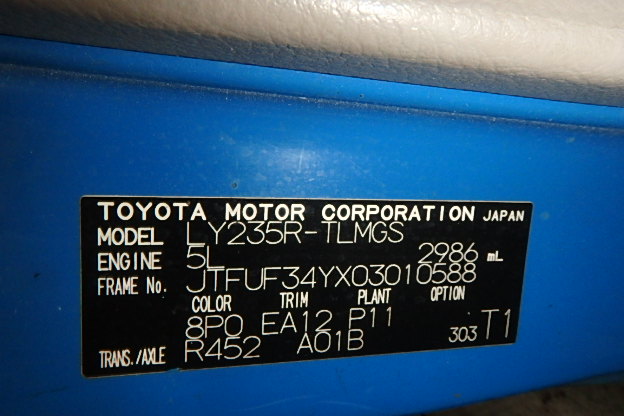 TOYOTA MOTOR CORPORATION JAPAN
MODEL LY235R-TLMGS
ENGINE 5L 2986 mL
FRAME No. JTFUF34YX03010588
COLOR TRIM PLANT OPTION
8P0 EA12 P11
TRANS./AXLE R452 A01B 303 T1